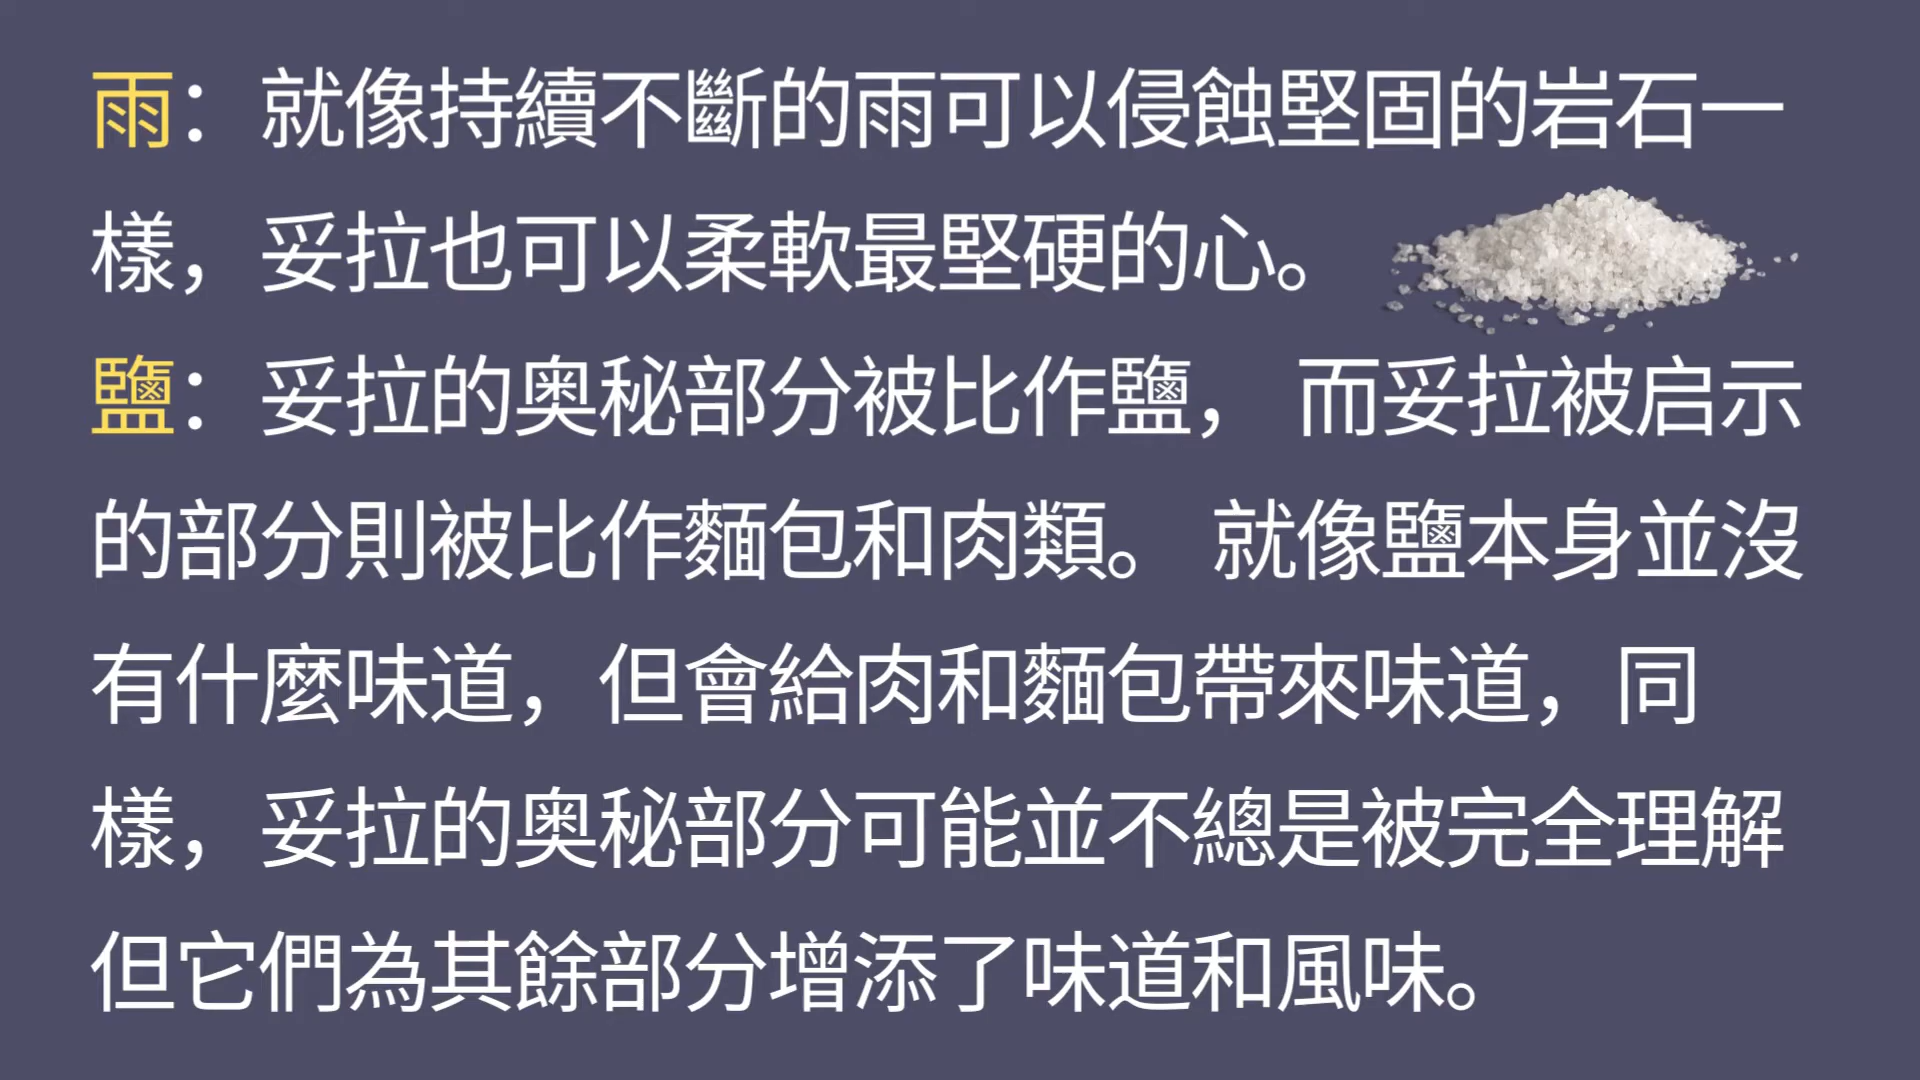 雨：就像持續不斷的雨可以侵蝕堅固的岩石一
樣，妥拉也可以柔軟最堅硬的心。
鹽：妥拉的奧秘部分被比作鹽， 而妥拉被启示
的部分則被比作麵包和肉類。 就像鹽本身並沒
有什麼味道，但會給肉和麵包帶來味道，同
樣，妥拉的奧秘部分可能並不總是被完全理解
但它們為其餘部分增添了味道和風味。